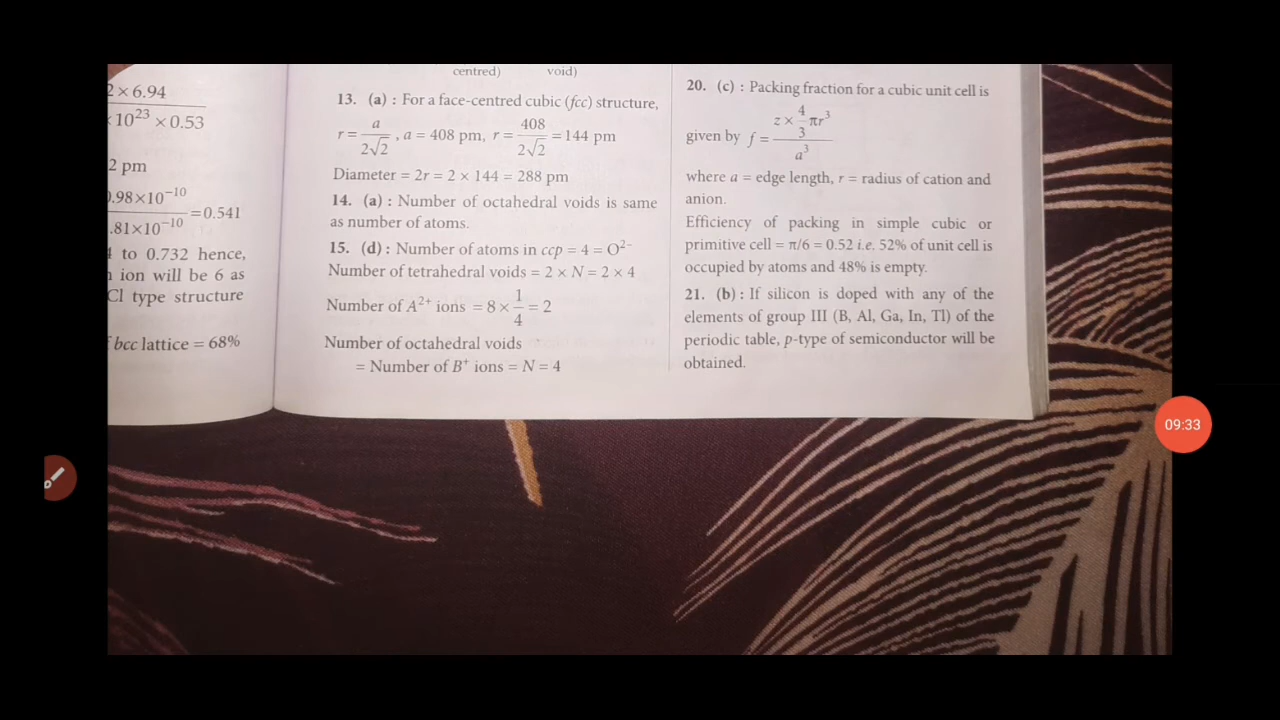 2 × 6.94
10²³ × 0.53
2 pm
.98×10⁻¹⁰
.81×10⁻¹⁰ =0.541
to 0.732 hence,
ion will be 6 as
Cl type structure
bcc lattice = 68%
centred) void)
13. (a) : For a face-centred cubic (fcc) structure,
r = a/2√2 , a = 408 pm, r = 408/2√2 = 144 pm
Diameter = 2r = 2 × 144 = 288 pm
14. (a) : Number of octahedral voids is same
as number of atoms.
15. (d) : Number of atoms in ccp = 4 = O²⁻
Number of tetrahedral voids = 2 × N = 2 × 4
Number of A²⁺ ions = 8 × 1/4 = 2
Number of octahedral voids
= Number of B⁺ ions = N = 4
20. (c) : Packing fraction for a cubic unit cell is
given by f = z × 4/3 πr³ / a³
where a = edge length, r = radius of cation and
anion.
Efficiency of packing in simple cubic or
primitive cell = π/6 = 0.52 i.e. 52% of unit cell is
occupied by atoms and 48% is empty.
21. (b) : If silicon is doped with any of the
elements of group III (B, Al, Ga, In, Tl) of the
periodic table, p-type of semiconductor will be
obtained.
09:33